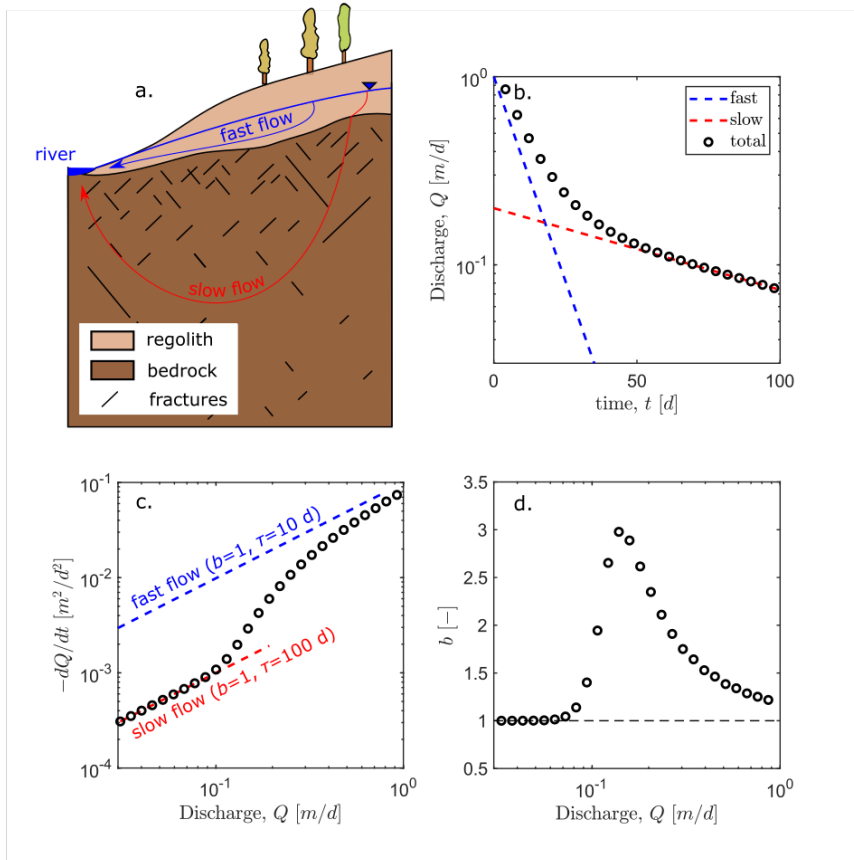 a.
fast flow
river
slow flow
regolith
bedrock
fractures
b.
fast
slow
total
10^0
10^{-1}
Discharge, Q [m/d]
0
50
100
time, t [d]
c.
fast flow (b=1, τ=10 d)
slow flow (b=1, τ=100 d)
10^{-1}
10^{-2}
10^{-3}
10^{-4}
−dQ/dt [m^2/d^2]
10^{-1}
10^0
Discharge, Q [m/d]
d.
3.5
3
2.5
2
1.5
1
0.5
b [−]
10^{-1}
10^0
Discharge, Q [m/d]